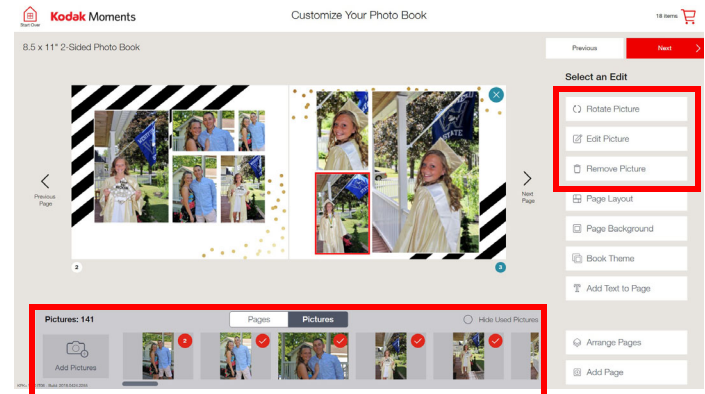 Start Over
Kodak Moments
Customize Your Photo Book
18 items
8.5 x 11" 2-Sided Photo Book
Previous
Next
Select an Edit
Rotate Picture
Edit Picture
Remove Picture
Page Layout
Page Background
Book Theme
Add Text to Page
Arrange Pages
Add Page
Previous
Page
Next
Page
STATE
2
3
Pictures: 141
Pages
Pictures
Hide Used Pictures
Add Pictures
2